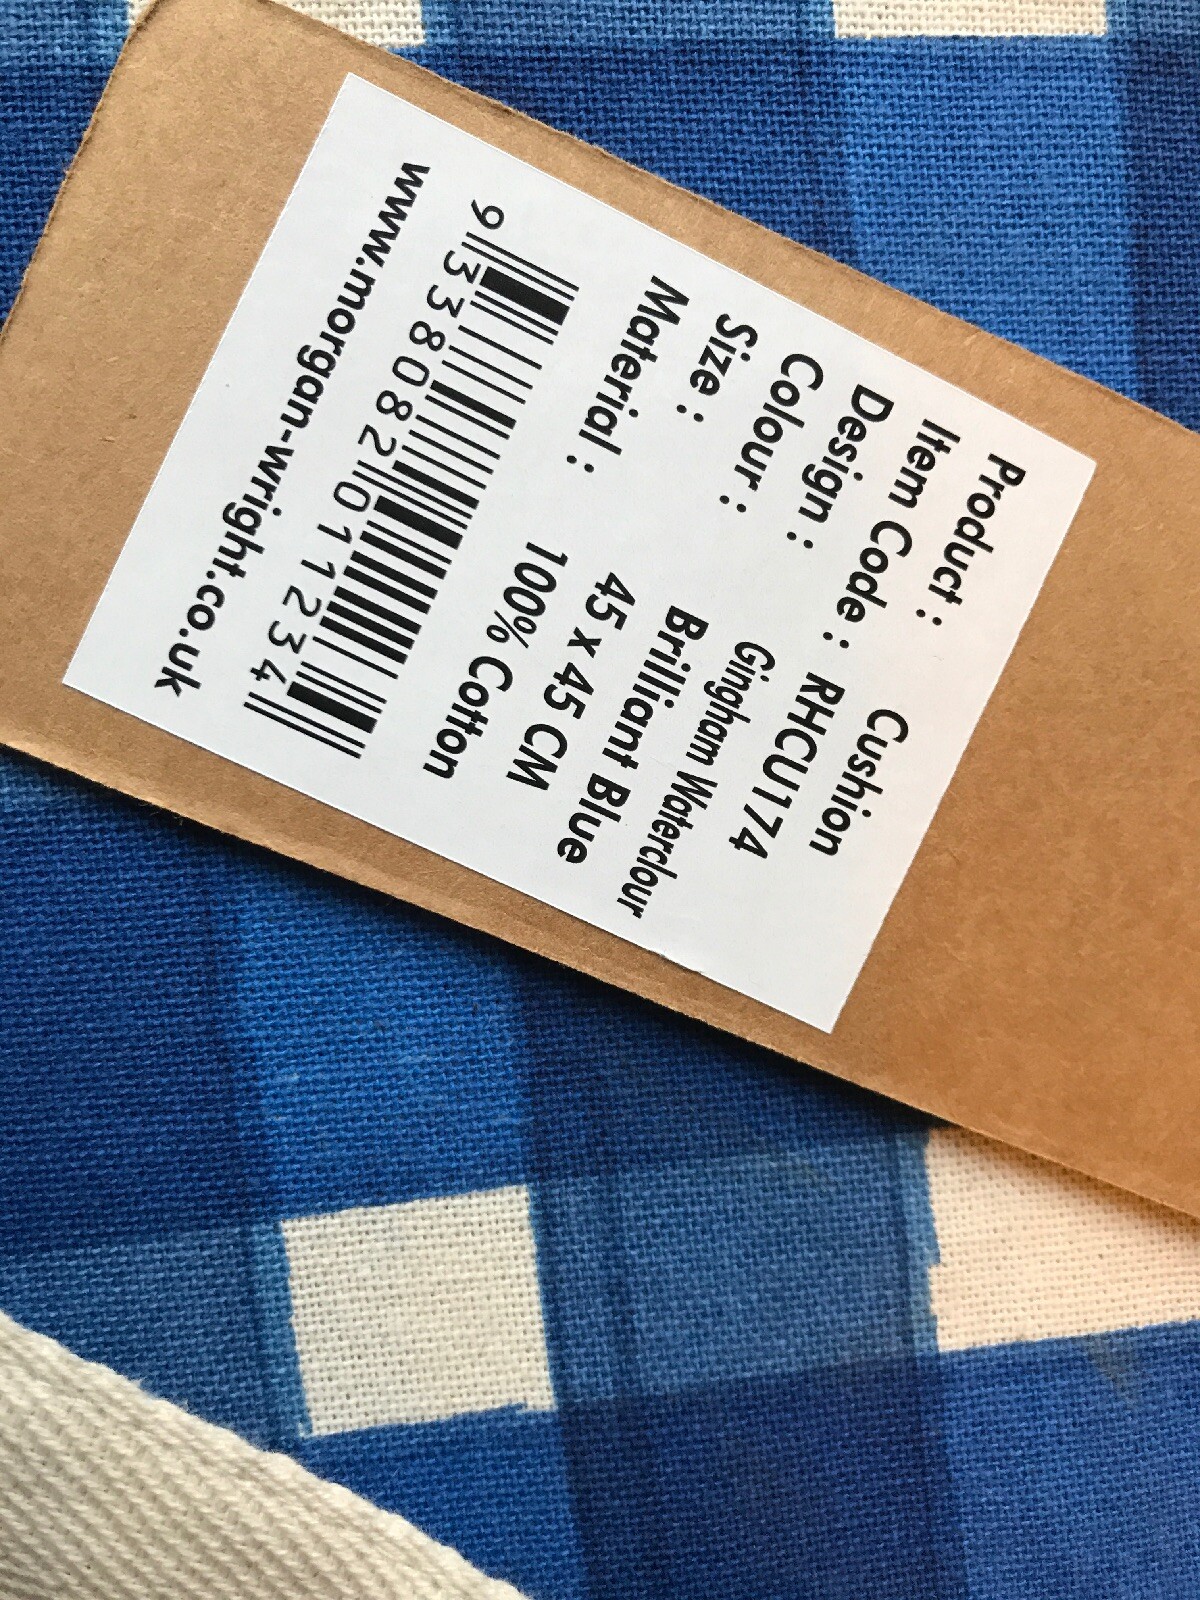 Product : Cushion
Item Code : RHCU174
Design : Gingham Waterclour
Colour : Brilliant Blue
Size : 45 x 45 CM
Material : 100% Cotton
9 338082 011234
www.morgan-wright.co.uk